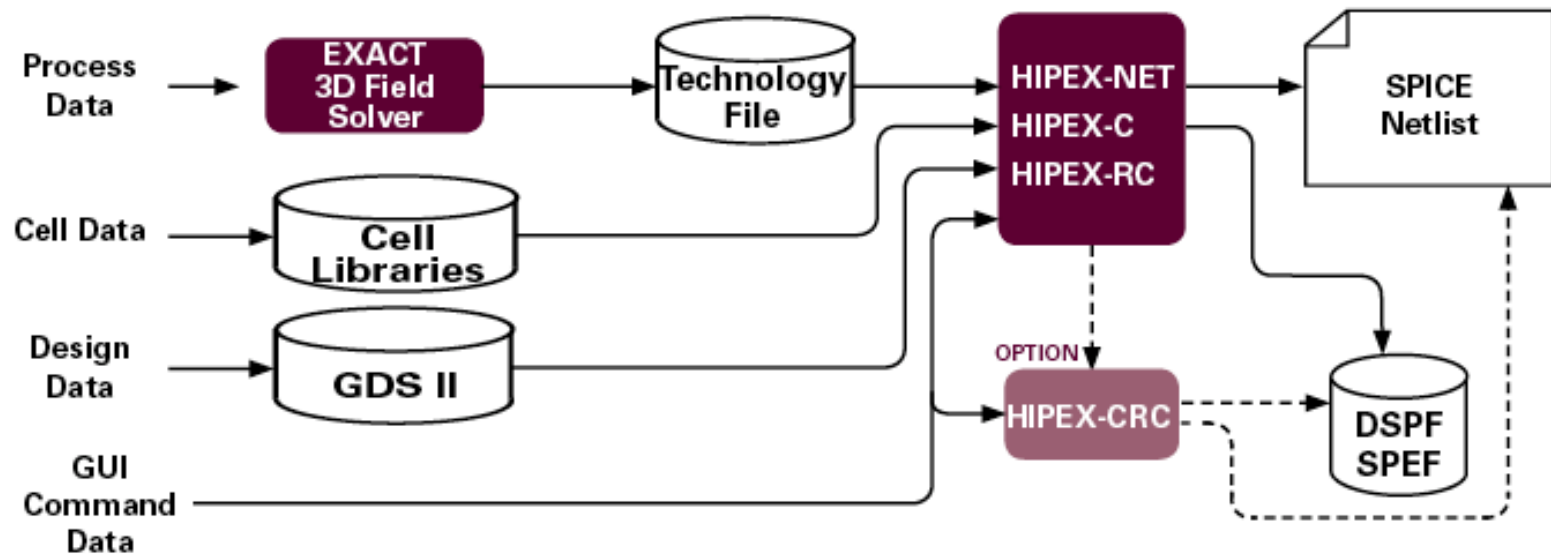 Process
Data
EXACT
3D Field
Solver
Technology
File
HIPEX-NET
HIPEX-C
HIPEX-RC
SPICE
Netlist
Cell Data
Cell
Libraries
Design
Data
GDS II
OPTION
HIPEX-CRC
DSPF
SPEF
GUI
Command
Data